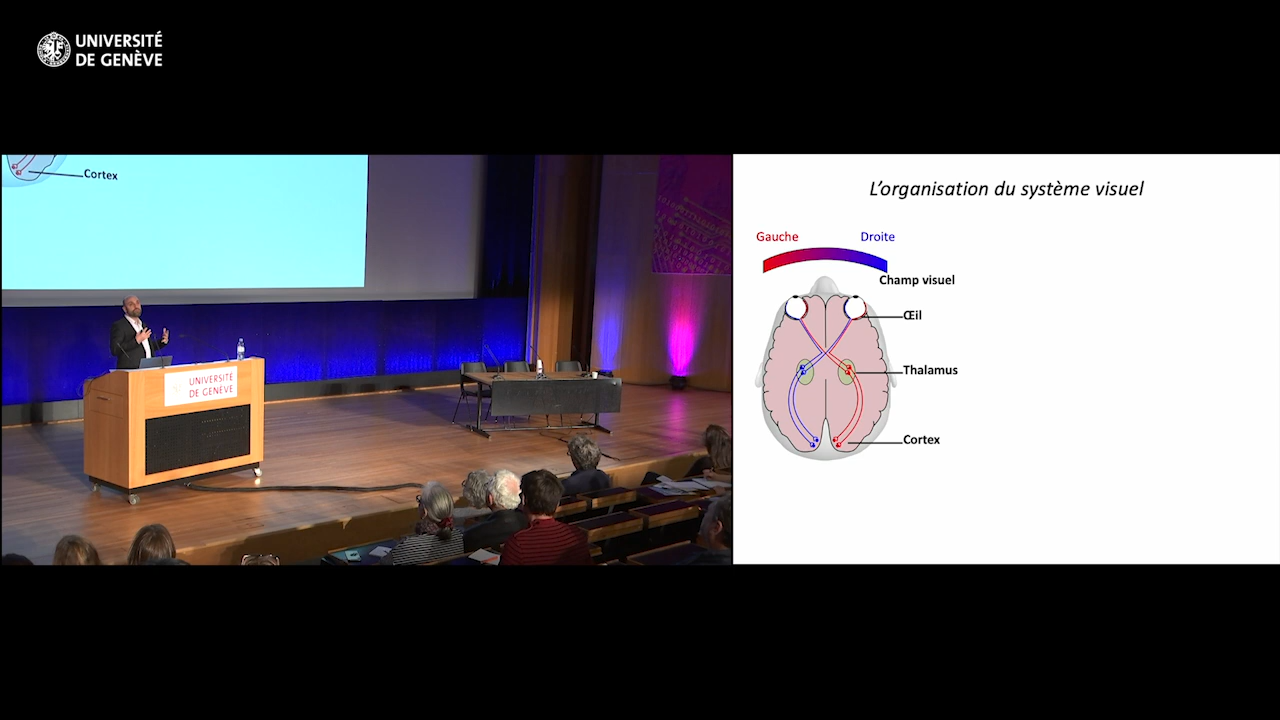 UNIVERSITÉ
DE GENÈVE
Cortex
UNIVERSITÉ
DE GENÈVE
L'organisation du système visuel
Gauche
Droite
Champ visuel
Œil
Thalamus
Cortex